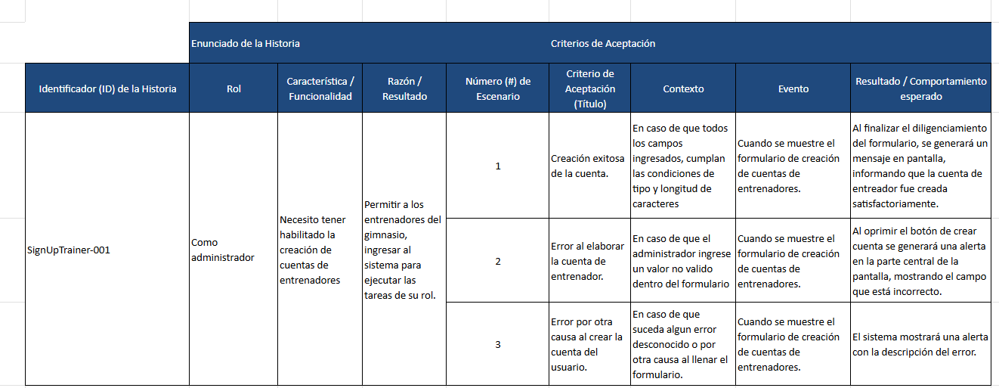 Enunciado de la Historia
Criterios de Aceptación
Identificador (ID) de la Historia
Rol
Característica /
Funcionalidad
Razón /
Resultado
Número (#) de
Escenario
Criterio de
Aceptación
(Título)
Contexto
Evento
Resultado / Comportamiento
esperado
SignUpTrainer-001
Como
administrador
Necesito tener
habilitado la
creación de
cuentas de
entrenadores
Permitir a los
entrenadores del
gimnasio,
ingresar al
sistema para
ejecutar las
tareas de su rol.
1
Creación exitosa
de la cuenta.
En caso de que todos
los campos
ingresados, cumplan
las condiciones de
tipo y longitud de
caracteres
Cuando se muestre el
formulario de creación
de cuentas de
entrenadores.
Al finalizar el diligenciamiento
del formulario, se generará un
mensaje en pantalla,
informando que la cuenta de
entreador fue creada
satisfactoriamente.
2
Error al elaborar
la cuenta de
entrenador.
En caso de que el
administrador ingrese
un valor no valido
dentro del formulario
Cuando se muestre el
formulario de creación
de cuentas de
entrenadores.
Al oprimir el botón de crear
cuenta se generará una alerta
en la parte central de la
pantalla, mostrando el campo
que está incorrecto.
3
Error por otra
causa al crear la
cuenta del
usuario.
En caso de que
suceda algun error
desconocido o por
otra causa al llenar el
formulario.
Cuando se muestre el
formulario de creación
de cuentas de
entrenadores.
El sistema mostrará una alerta
con la descripción del error.